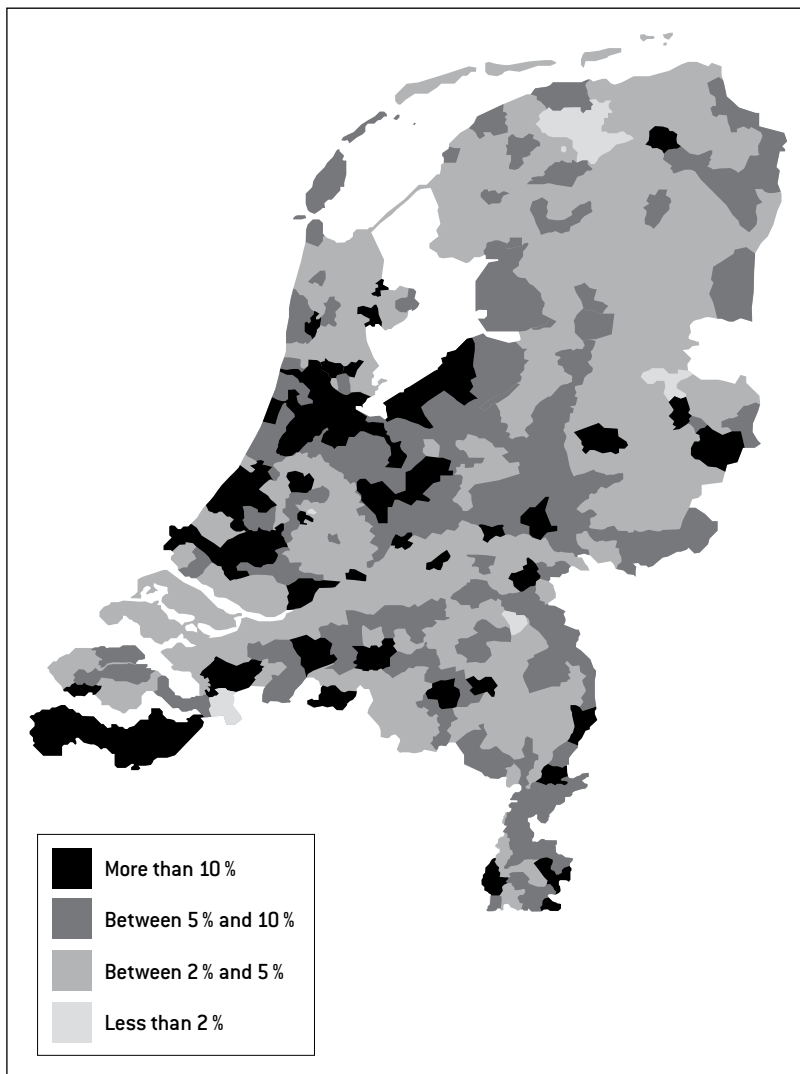 More than 10 %
Between 5 % and 10 %
Between 2 % and 5 %
Less than 2 %